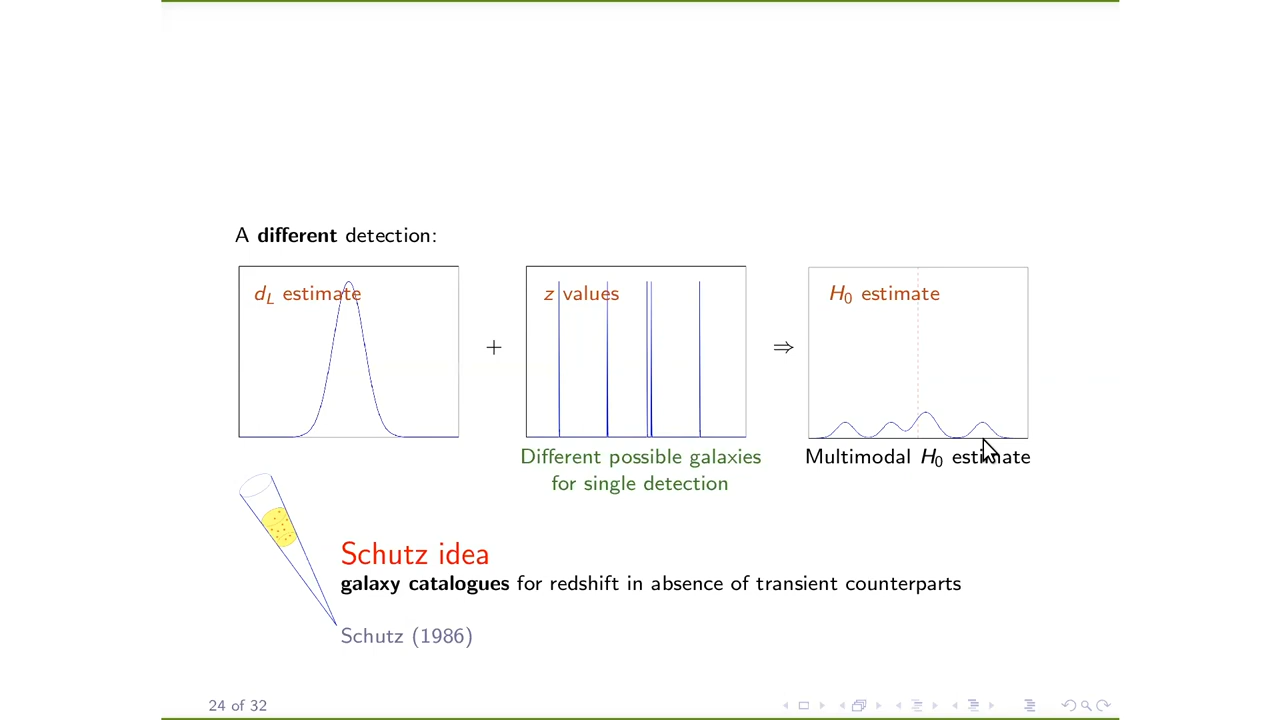 A different detection:
d_L estimate
z values
H_0 estimate
+
⇒
Different possible galaxies
for single detection
Multimodal H_0 estimate
Schutz idea
galaxy catalogues for redshift in absence of transient counterparts
Schutz (1986)
24 of 32